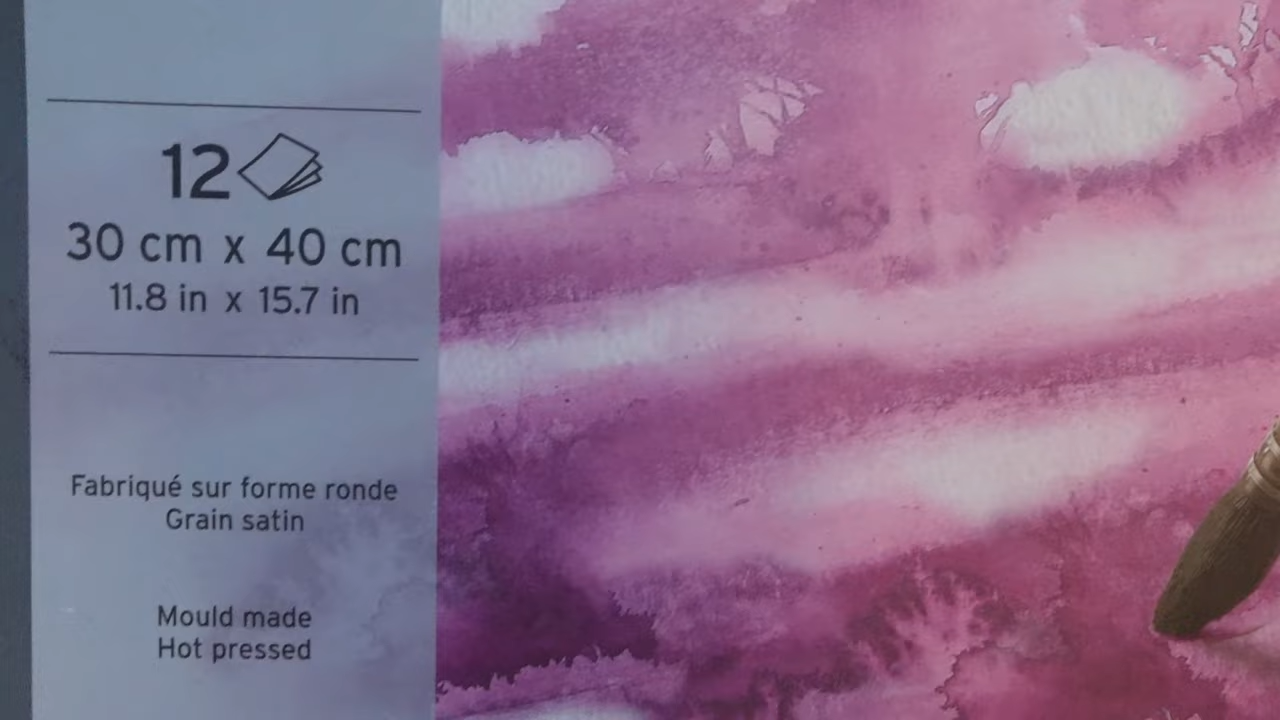 12
30 cm x 40 cm
11.8 in x 15.7 in
Fabriqué sur forme ronde
Grain satin
Mould made
Hot pressed